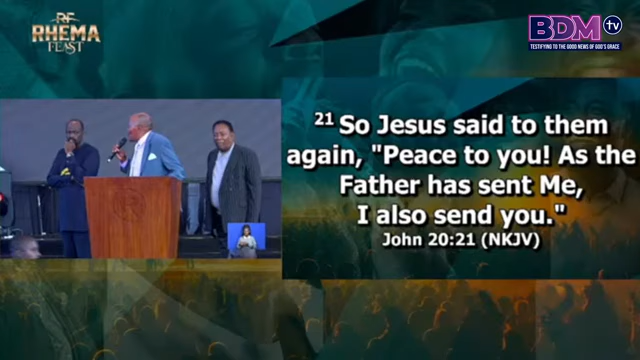 RF
RHEMA
FEAST
BDM tv
TESTIFYING TO THE GOOD NEWS OF GOD'S GRACE
21 So Jesus said to them
again, "Peace to you! As the
Father has sent Me,
I also send you."
John 20:21 (NKJV)